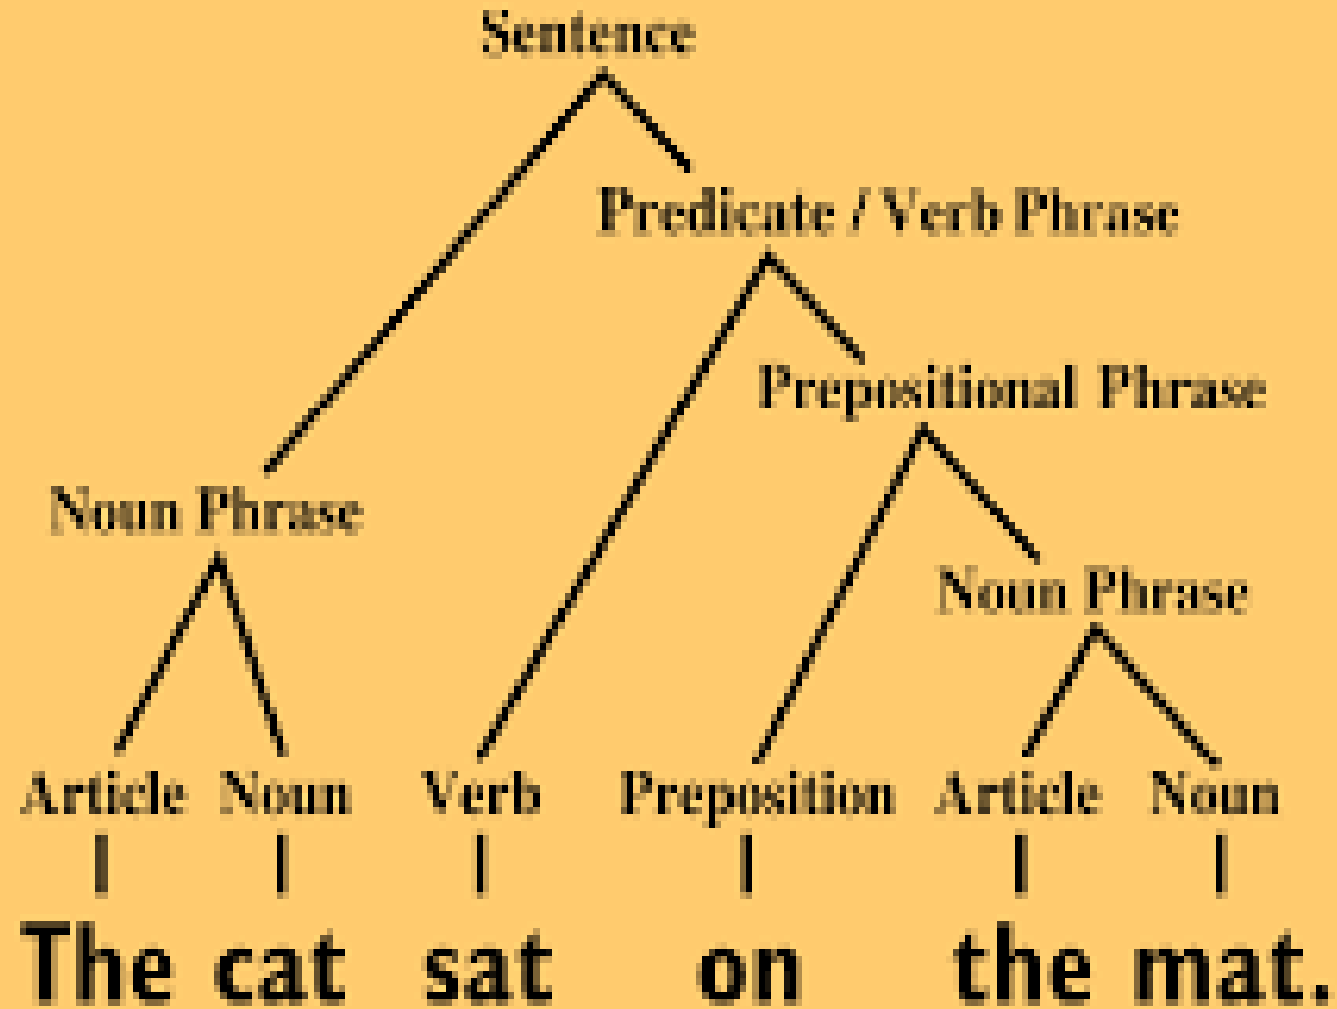 Sentence
Predicate / Verb Phrase
Prepositional Phrase
Noun Phrase
Noun Phrase
Article Noun Verb Preposition Article Noun
The cat sat on the mat.